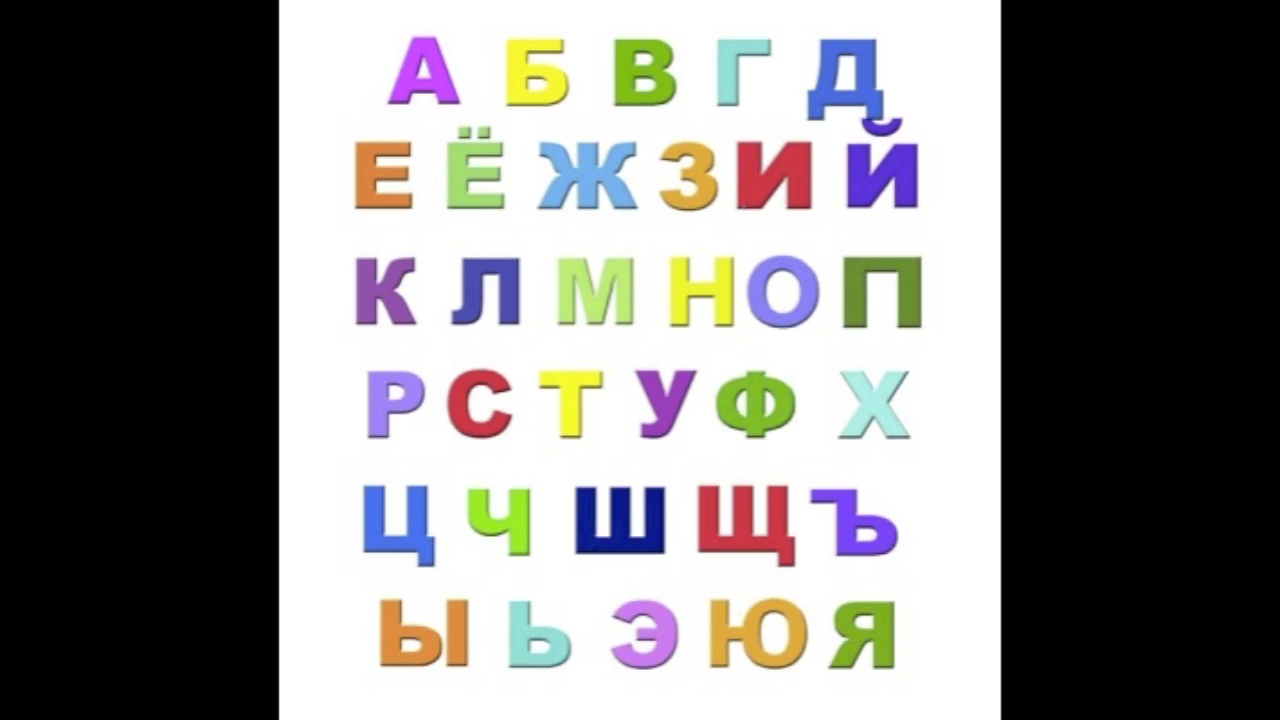 А Б В Г Д
Е Ё Ж З И Й
К Л М Н О П
Р С Т У Ф Х
Ц Ч Ш Щ Ъ
Ы Ь Э Ю Я